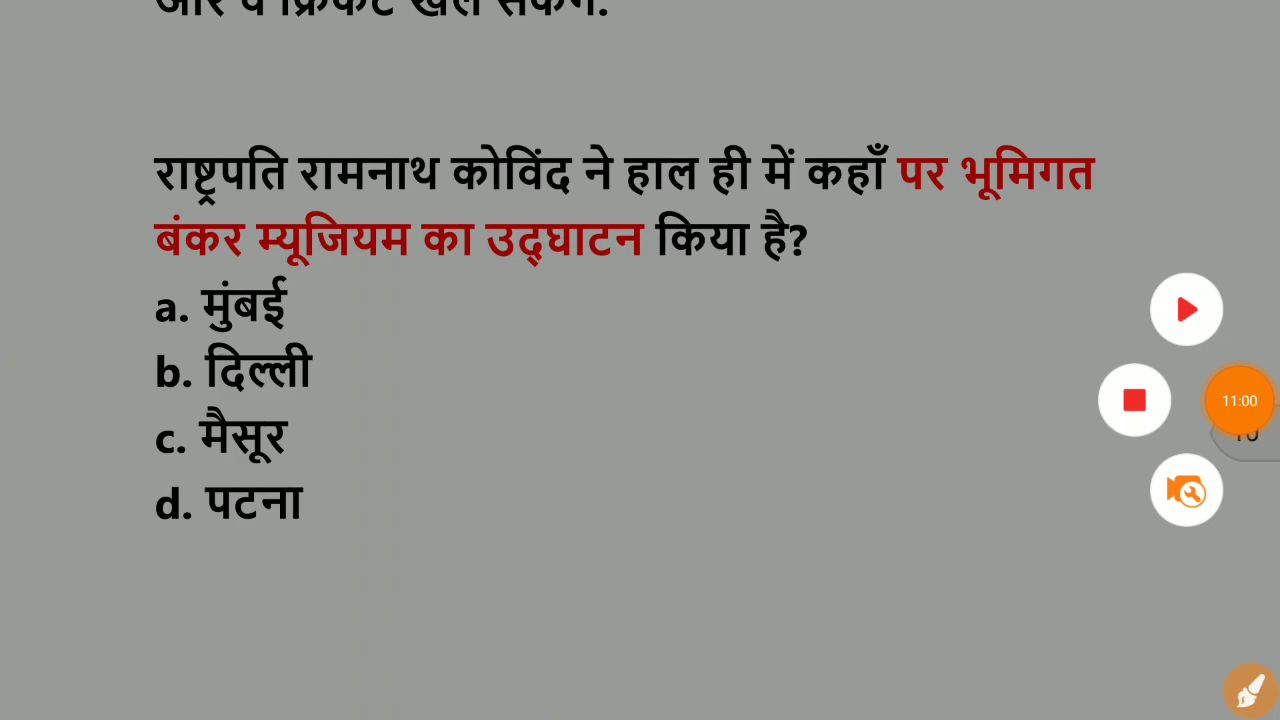 राष्ट्रपति रामनाथ कोविंद ने हाल ही में कहाँ पर भूमिगत
बंकर म्यूजियम का उद्घाटन किया है?
a. मुंबई
b. दिल्ली
c. मैसूर
d. पटना
11:00